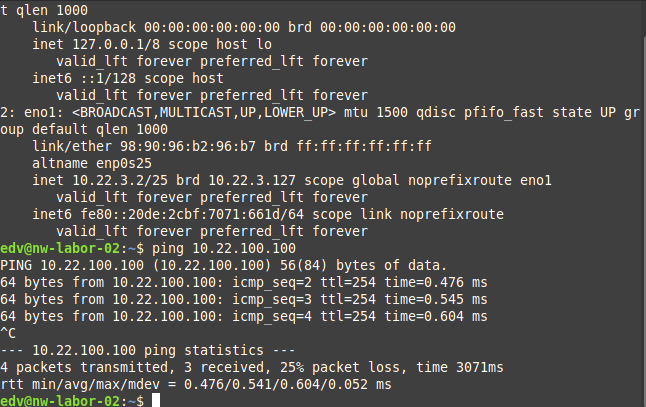 t qlen 1000
    link/loopback 00:00:00:00:00:00 brd 00:00:00:00:00:00
    inet 127.0.0.1/8 scope host lo
       valid_lft forever preferred_lft forever
    inet6 ::1/128 scope host
       valid_lft forever preferred_lft forever
2: eno1: <BROADCAST,MULTICAST,UP,LOWER_UP> mtu 1500 qdisc pfifo_fast state UP gr
oup default qlen 1000
    link/ether 98:90:96:b2:96:b7 brd ff:ff:ff:ff:ff:ff
    altname enp0s25
    inet 10.22.3.2/25 brd 10.22.3.127 scope global noprefixroute eno1
       valid_lft forever preferred_lft forever
    inet6 fe80::20de:2cbf:7071:661d/64 scope link noprefixroute
       valid_lft forever preferred_lft forever
edv@nw-labor-02:~$ ping 10.22.100.100
PING 10.22.100.100 (10.22.100.100) 56(84) bytes of data.
64 bytes from 10.22.100.100: icmp_seq=2 ttl=254 time=0.476 ms
64 bytes from 10.22.100.100: icmp_seq=3 ttl=254 time=0.545 ms
64 bytes from 10.22.100.100: icmp_seq=4 ttl=254 time=0.604 ms
^C
--- 10.22.100.100 ping statistics ---
4 packets transmitted, 3 received, 25% packet loss, time 3071ms
rtt min/avg/max/mdev = 0.476/0.541/0.604/0.052 ms
edv@nw-labor-02:~$